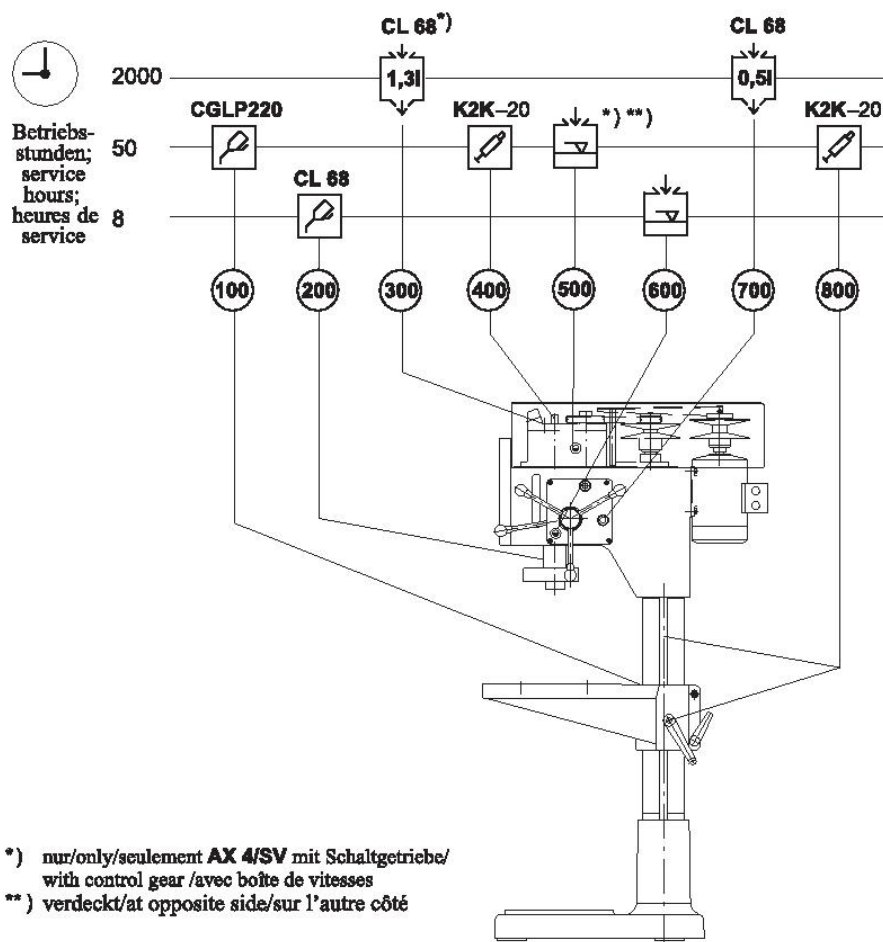 CL 68*)
CL 68
2000
1,3l
0,5l
CGLP220
K2K–20
*) **)
K2K–20
Betriebs-
stunden;
service
hours;
heures de
service
50
CL 68
8
100
200
300
400
500
600
700
800
*) nur/only/seulement AX 4/SV mit Schaltgetriebe/
with control gear /avec boîte de vitesses
**) verdeckt/at opposite side/sur l'autre côté